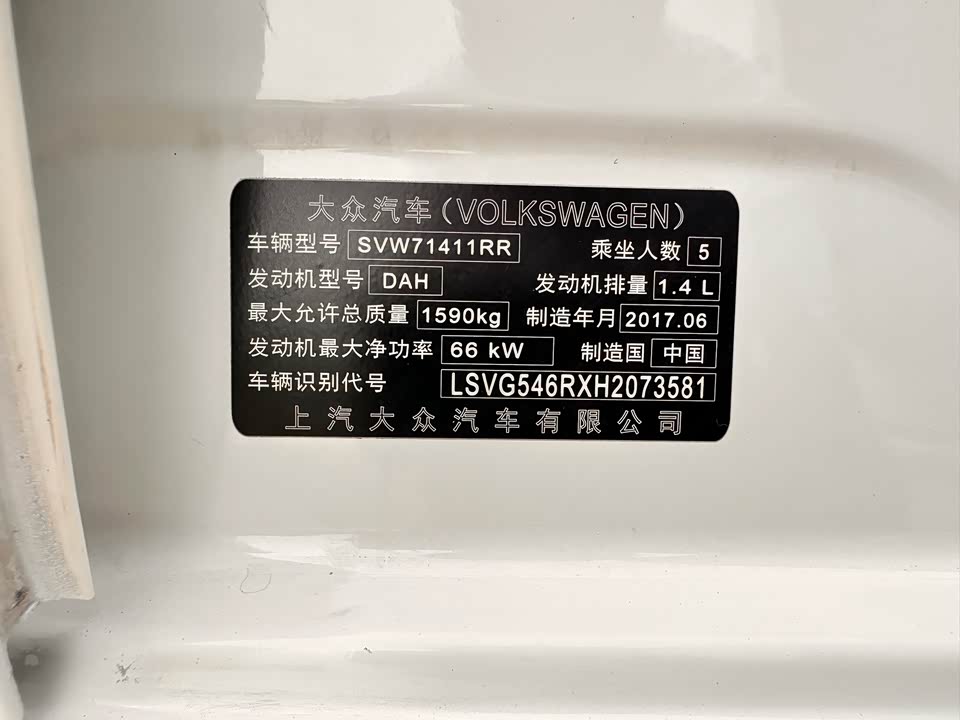 大众汽车(VOLKSWAGEN)
车辆型号 SVW71411RR 乘坐人数 5
发动机型号 DAH 发动机排量 1.4 L
最大允许总质量 1590kg 制造年月 2017.06
发动机最大净功率 66 kW 制造国 中国
车辆识别代号 LSVG546RXH2073581
上汽大众汽车有限公司